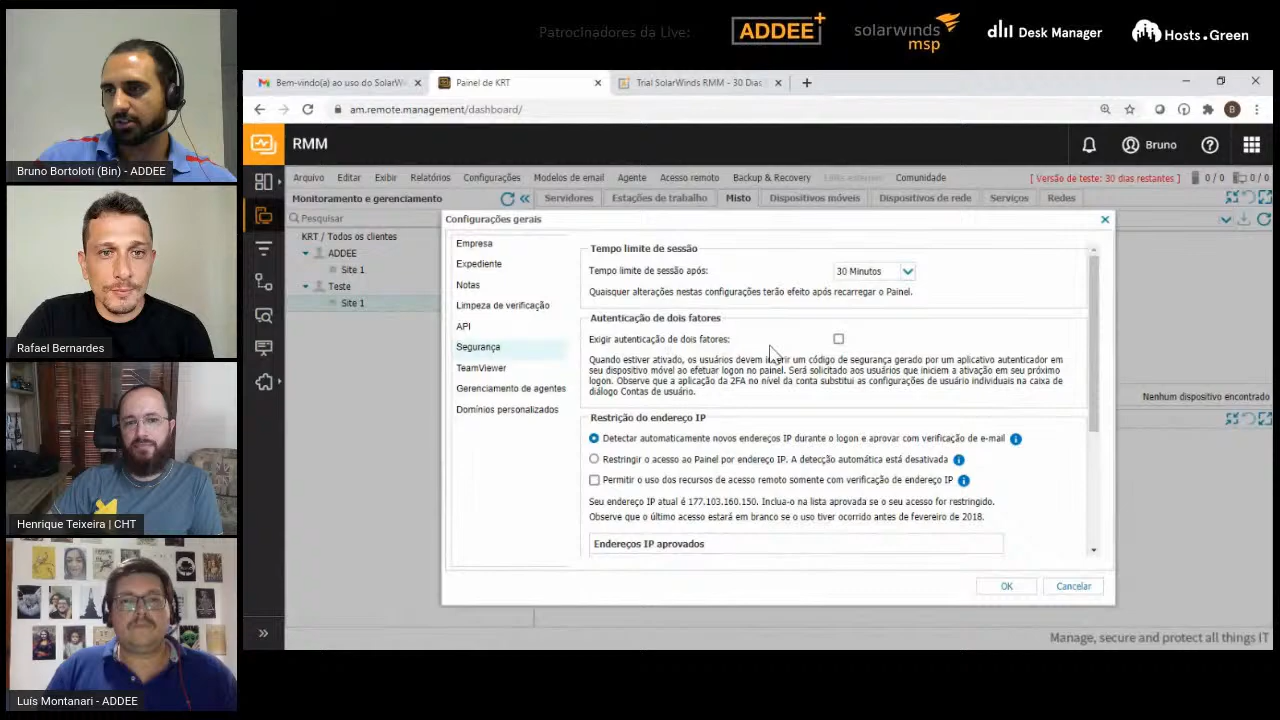 Patrocinadores da Live:
ADDEE+
solarwinds msp
Desk Manager
Hosts.Green
Bruno Bortoloti (Bin) - ADDEE
Rafael Bernardes
Henrique Teixeira | CHT
Luís Montanari - ADDEE
Bem-vindo(a) ao uso do SolarW
Painel de KRT
Trial SolarWinds RMM - 30 Dias
am.remote.management/dashboard/
B
RMM
Bruno
Arquivo Editar Exibir Relatórios Configurações Modelos de email Agente Acesso remoto Backup & Recovery Comunidade
[ Versão de teste: 30 dias restantes ] 0 / 0 0 / 0
Monitoramento e gerenciamento
Servidores Estações de trabalho Misto Dispositivos móveis Dispositivos de rede Serviços Redes
Pesquisar
KRT / Todos os clientes
ADDEE
Site 1
Teste
Site 1
Configurações gerais
Empresa
Expediente
Notas
Limpeza de verificação
API
Segurança
TeamViewer
Gerenciamento de agentes
Domínios personalizados
Tempo limite de sessão
Tempo limite de sessão após: 30 Minutos
Quaisquer alterações nestas configurações terão efeito após recarregar o Painel.
Autenticação de dois fatores
Exigir autenticação de dois fatores:
Quando estiver ativado, os usuários devem inserir um código de segurança gerado por um aplicativo autenticador em
seu dispositivo móvel ao efetuar logon no painel. Será solicitado aos usuários que iniciem a ativação em seu próximo
logon. Observe que a aplicação da 2FA no nível da conta substitui as configurações de usuário individuais na caixa de
diálogo Contas de usuário.
Restrição do endereço IP
Detectar automaticamente novos endereços IP durante o logon e aprovar com verificação de e-mail
Restringir o acesso ao Painel por endereço IP. A detecção automática está desativada
Permitir o uso dos recursos de acesso remoto somente com verificação de endereço IP
Seu endereço IP atual é 177.103.160.150. Inclua-o na lista aprovada se o seu acesso for restringido.
Observe que o último acesso estará em branco se o uso tiver ocorrido antes de fevereiro de 2018.
Endereços IP aprovados
OK Cancelar
Nenhum dispositivo encontrado
Manage, secure and protect all things IT